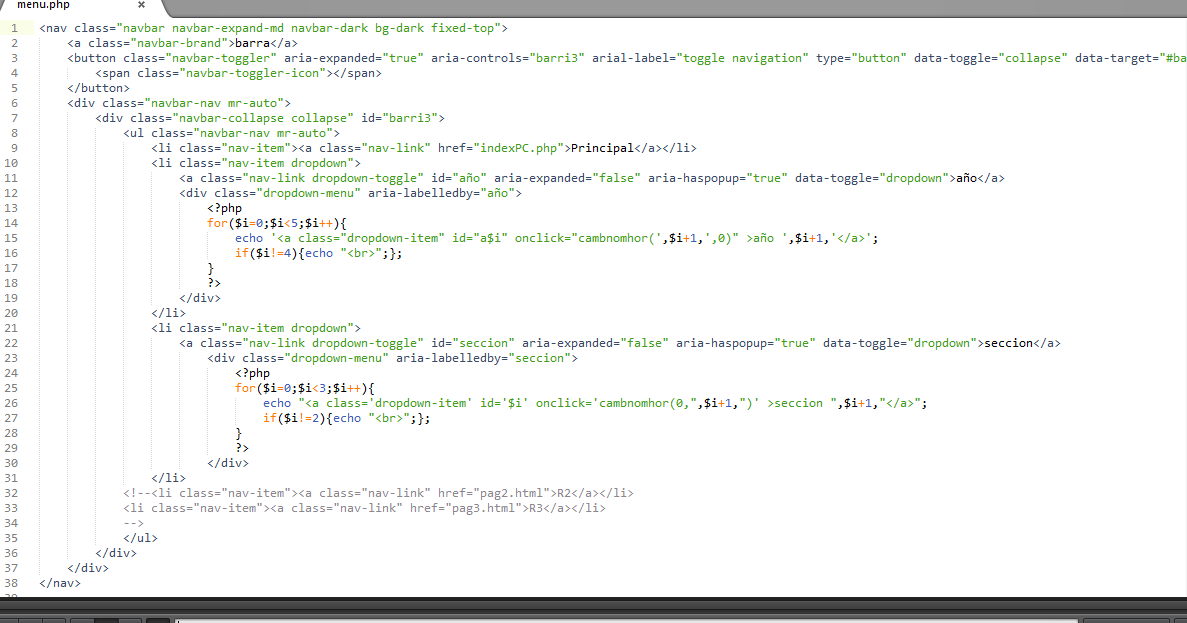 menu.php ×
1 <nav class="navbar navbar-expand-md navbar-dark bg-dark fixed-top">
2 <a class="navbar-brand">barra</a>
3 <button class="navbar-toggler" aria-expanded="true" aria-controls="barri3" arial-label="toggle navigation" type="button" data-toggle="collapse" data-target="#ba
4 <span class="navbar-toggler-icon"></span>
5 </button>
6 <div class="navbar-nav mr-auto">
7 <div class="navbar-collapse collapse" id="barri3">
8 <ul class="navbar-nav mr-auto">
9 <li class="nav-item"><a class="nav-link" href="indexPC.php">Principal</a></li>
10 <li class="nav-item dropdown">
11 <a class="nav-link dropdown-toggle" id="año" aria-expanded="false" aria-haspopup="true" data-toggle="dropdown">año</a>
12 <div class="dropdown-menu" aria-labelledby="año">
13 <?php
14 for($i=0;$i<5;$i++){
15 echo '<a class="dropdown-item" id="a$i" onclick="cambnomhor(',$i+1,',0)" >año ',$i+1,'</a>';
16 if($i!=4){echo "<br>";};
17 }
18 ?>
19 </div>
20 </li>
21 <li class="nav-item dropdown">
22 <a class="nav-link dropdown-toggle" id="seccion" aria-expanded="false" aria-haspopup="true" data-toggle="dropdown">seccion</a>
23 <div class="dropdown-menu" aria-labelledby="seccion">
24 <?php
25 for($i=0;$i<3;$i++){
26 echo "<a class='dropdown-item' id='$i' onclick='cambnomhor(0,",$i+1,")' >seccion ",$i+1,"</a>";
27 if($i!=2){echo "<br>";};
28 }
29 ?>
30 </div>
31 </li>
32 <!--<li class="nav-item"><a class="nav-link" href="pag2.html">R2</a></li>
33 <li class="nav-item"><a class="nav-link" href="pag3.html">R3</a></li>
34 -->
35 </ul>
36 </div>
37 </div>
38 </nav>
39